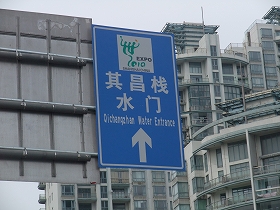 EXPO
2010
其昌栈
水门
Qichangzhan Water Entrance